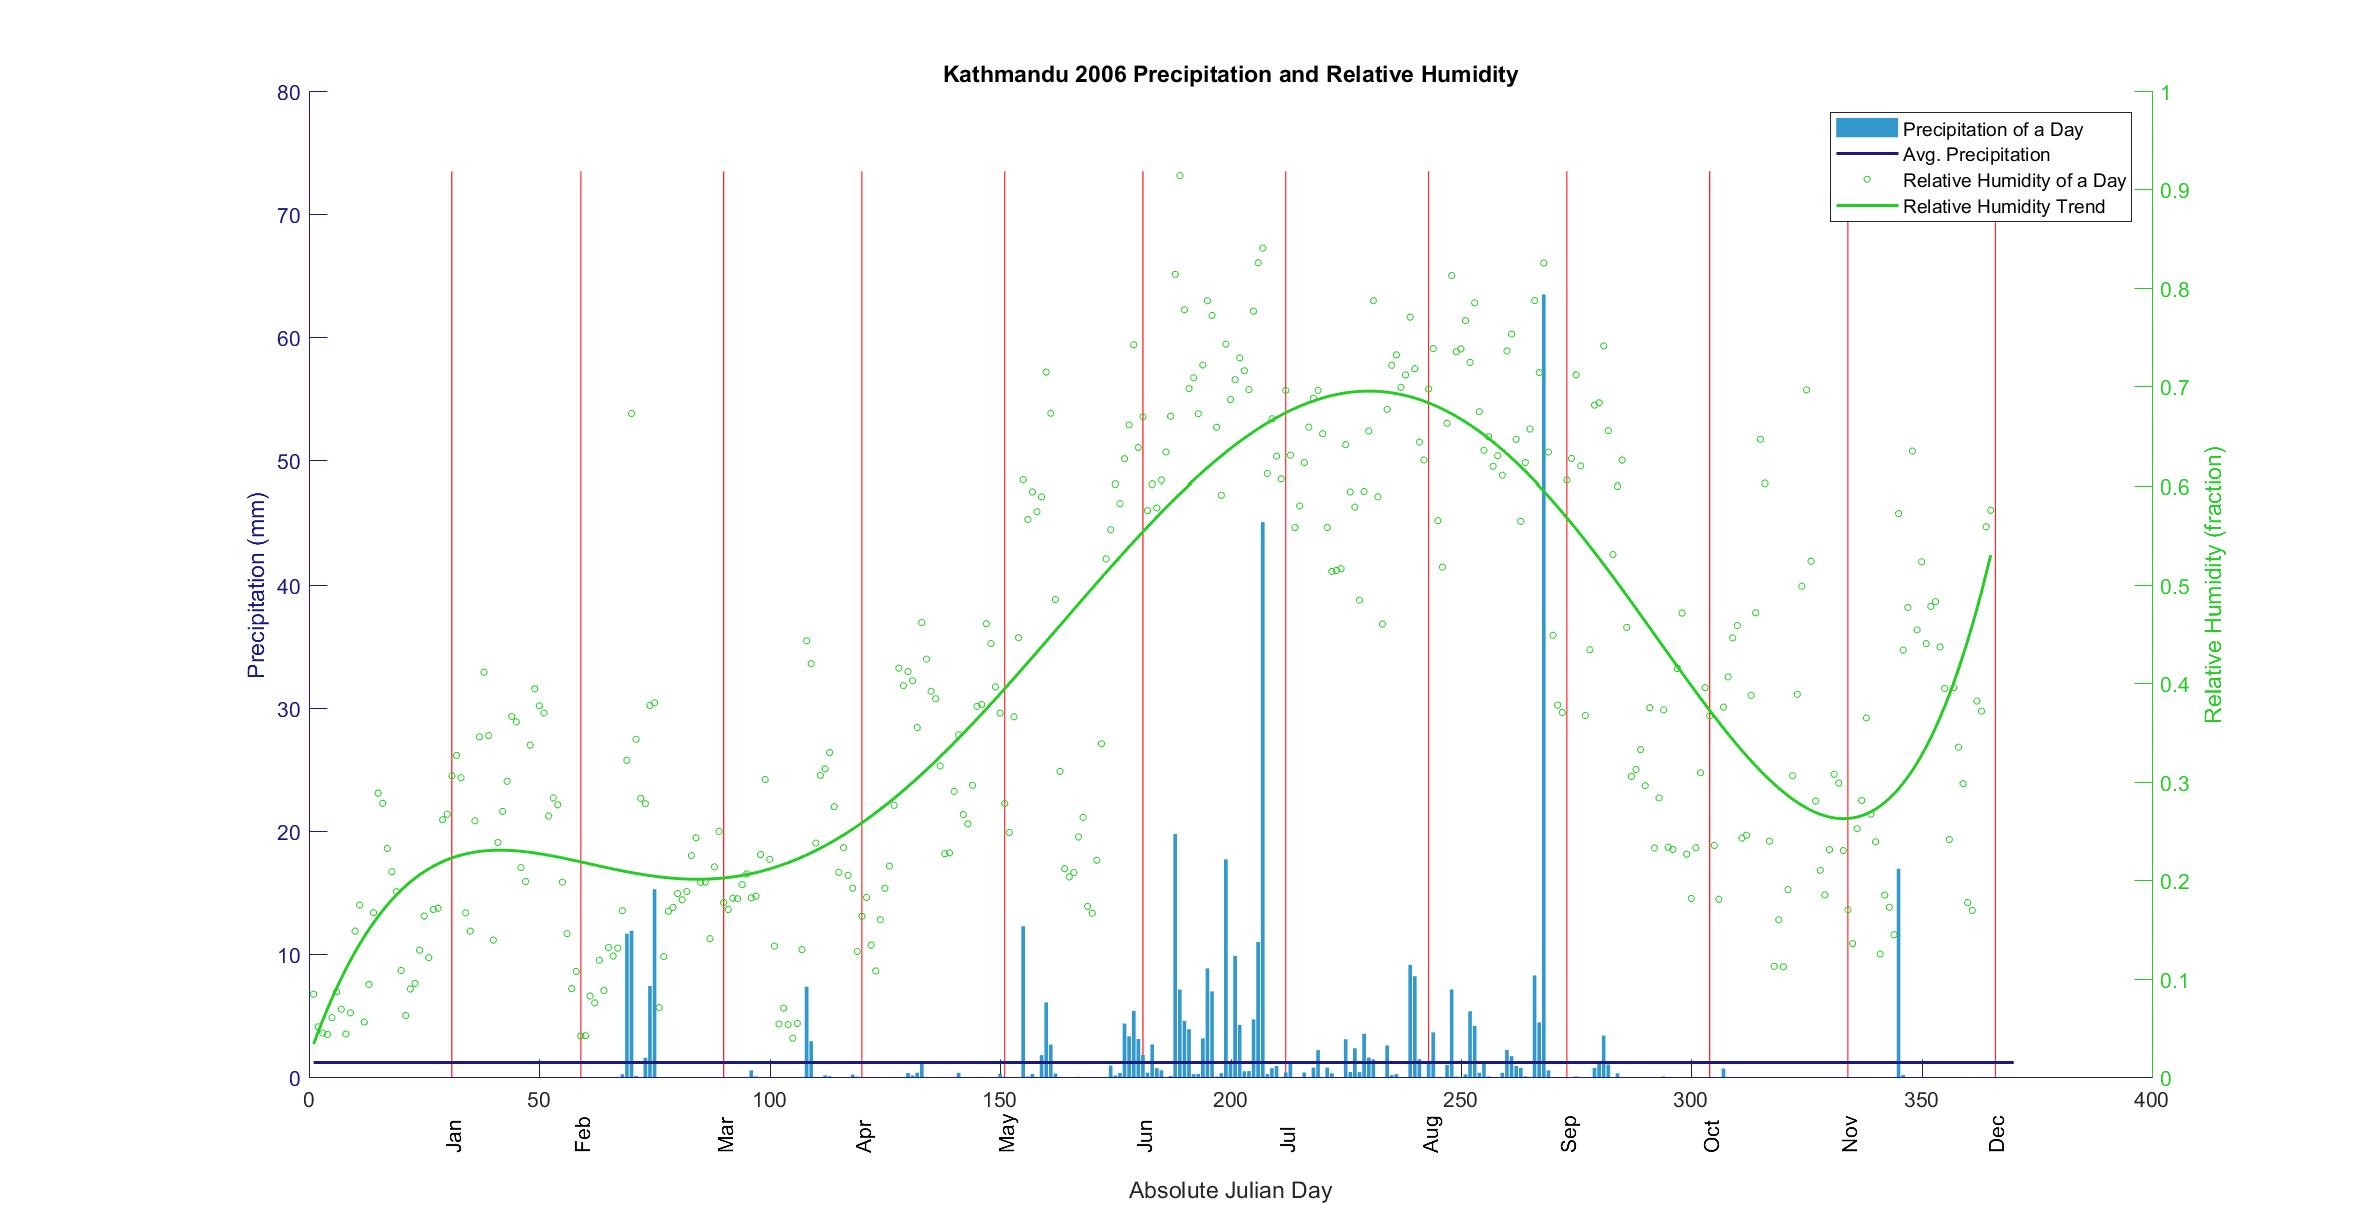 Kathmandu 2006 Precipitation and Relative Humidity
Precipitation of a Day
Avg. Precipitation
Relative Humidity of a Day
Relative Humidity Trend
Precipitation (mm)
80
70
60
50
40
30
20
10
0
Relative Humidity (fraction)
1
0.9
0.8
0.7
0.6
0.5
0.4
0.3
0.2
0.1
0
0 50 100 150 200 250 300 350 400
Jan Feb Mar Apr May Jun Jul Aug Sep Oct Nov Dec
Absolute Julian Day